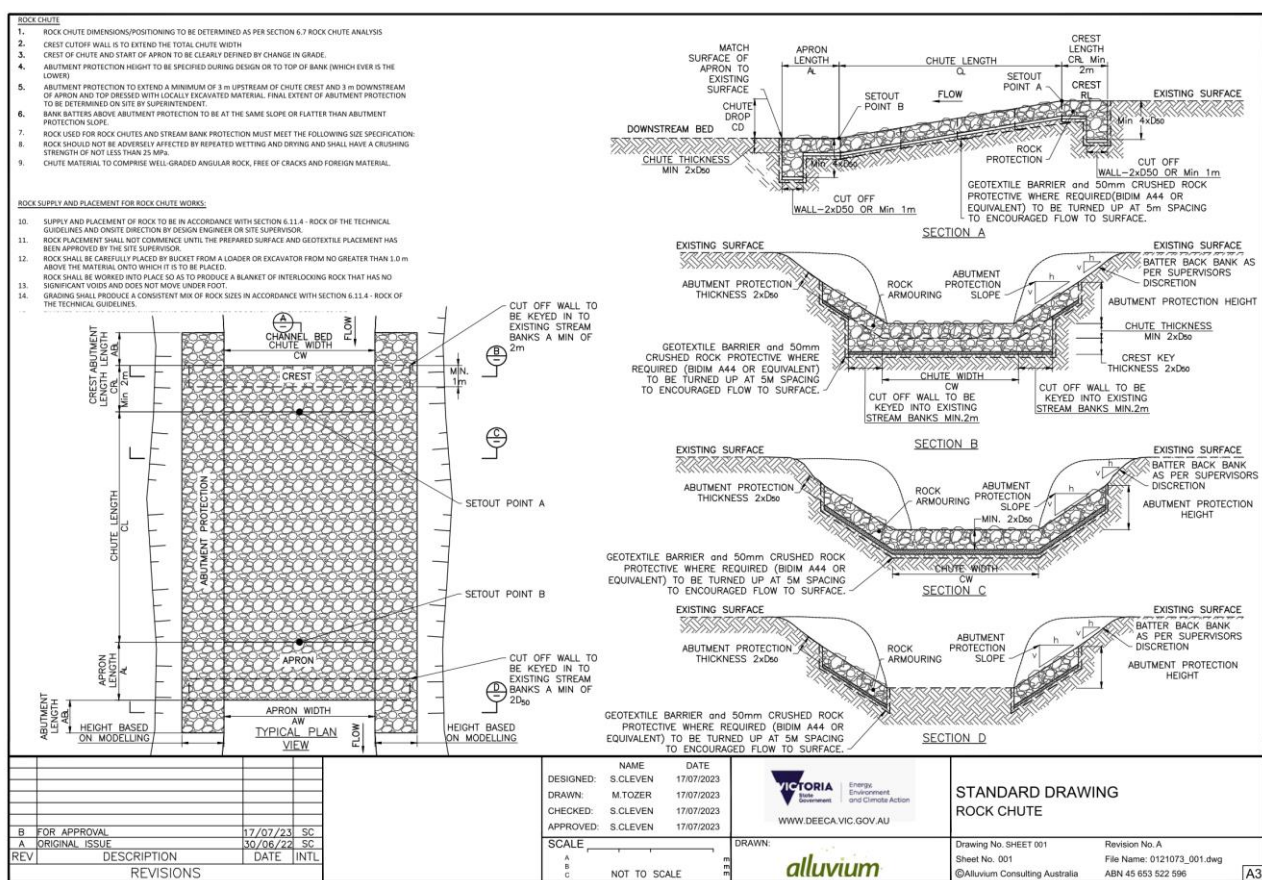 ROCK CHUTE
1. ROCK CHUTE DIMENSIONS/POSITIONING TO BE DETERMINED AS PER SECTION 6.7 ROCK CHUTE ANALYSIS
2. CREST CUTOFF WALL IS TO EXTEND THE TOTAL CHUTE WIDTH
3. CREST OF CHUTE AND START OF APRON TO BE CLEARLY DEFINED BY CHANGE IN GRADE.
4. ABUTMENT PROTECTION HEIGHT TO BE SPECIFIED DURING DESIGN OR TO TOP OF BANK (WHICH EVER IS THE
LOWER)
5. ABUTMENT PROTECTION TO EXTEND A MINIMUM OF 3 m UPSTREAM OF CHUTE CREST AND 3 m DOWNSTREAM
OF APRON AND TOP DRESSED WITH LOCALLY EXCAVATED MATERIAL. FINAL EXTENT OF ABUTMENT PROTECTION
TO BE DETERMINED ON SITE BY SUPERINTENDENT.
6. BANK BATTERS ABOVE ABUTMENT PROTECTION TO BE AT THE SAME SLOPE OR FLATTER THAN ABUTMENT
PROTECTION SLOPE.
7. ROCK USED FOR ROCK CHUTES AND STREAM BANK PROTECTION MUST MEET THE FOLLOWING SIZE SPECIFICATION:
8. ROCK SHOULD NOT BE ADVERSELY AFFECTED BY REPEATED WETTING AND DRYING AND SHALL HAVE A CRUSHING
STRENGTH OF NOT LESS THAN 25 MPa.
9. CHUTE MATERIAL TO COMPRISE WELL-GRADED ANGULAR ROCK, FREE OF CRACKS AND FOREIGN MATERIAL.
ROCK SUPPLY AND PLACEMENT FOR ROCK CHUTE WORKS:
10. SUPPLY AND PLACEMENT OF ROCK TO BE IN ACCORDANCE WITH SECTION 6.11.4 - ROCK OF THE TECHNICAL
GUIDELINES AND ONSITE DIRECTION BY DESIGN ENGINEER OR SITE SUPERVISOR.
11. ROCK PLACEMENT SHALL NOT COMMENCE UNTIL THE PREPARED SURFACE AND GEOTEXTILE PLACEMENT HAS
BEEN APPROVED BY THE SITE SUPERVISOR.
12. ROCK SHALL BE CAREFULLY PLACED BY BUCKET FROM A LOADER OR EXCAVATOR FROM NO GREATER THAN 1.0 m
ABOVE THE MATERIAL ONTO WHICH IT IS TO BE PLACED.
ROCK SHALL BE WORKED INTO PLACE SO AS TO PRODUCE A BLANKET OF INTERLOCKING ROCK THAT HAS NO
13. SIGNIFICANT VOIDS AND DOES NOT MOVE UNDER FOOT.
14. GRADING SHALL PRODUCE A CONSISTENT MIX OF ROCK SIZES IN ACCORDANCE WITH SECTION 6.11.4 - ROCK OF
THE TECHNICAL GUIDELINES.
A
FLOW
CHANNEL BED
CHUTE WIDTH
CW
CREST
CREST ABUTMENT
LENGTH LENGTH
CRL ABL
Min 2m
MIN.
1m
CUT OFF WALL TO
BE KEYED IN TO
EXISTING STREAM
BANKS A MIN OF
2m
B
C
CHUTE LENGTH
CL
ABUTMENT PROTECTION
SETOUT POINT A
SETOUT POINT B
APRON
LENGTH
AL
APRON
CUT OFF WALL TO
BE KEYED IN TO
EXISTING STREAM
BANKS A MIN OF
2D50
D
ABUTMENT
LENGTH
ABL
APRON WIDTH
AW
HEIGHT BASED
ON MODELLING
TYPICAL PLAN
VIEW
FLOW
HEIGHT BASED
ON MODELLING
MATCH
SURFACE OF
APRON TO
EXISTING
SURFACE
APRON
LENGTH
AL
CHUTE LENGTH
CL
CREST
LENGTH
CRL Min
2m
SETOUT
POINT B
FLOW
SETOUT
POINT A
CREST
RL
EXISTING SURFACE
CHUTE
DROP
CD
DOWNSTREAM BED
Min 4xD50
Min 4xD50
CHUTE THICKNESS
MIN 2xD50
ROCK
PROTECTION
CUT OFF
WALL-2xD50 OR Min 1m
CUT OFF
WALL-2xD50 OR Min 1m
GEOTEXTILE BARRIER and 50mm CRUSHED ROCK
PROTECTIVE WHERE REQUIRED(BIDIM A44 OR
EQUIVALENT) TO BE TURNED UP AT 5m SPACING
TO ENCOURAGED FLOW TO SURFACE.
SECTION A
EXISTING SURFACE
EXISTING SURFACE
BATTER BACK BANK AS
PER SUPERVISORS
DISCRETION
h
v
h
v
ABUTMENT PROTECTION
THICKNESS 2xD50
ROCK
ARMOURING
ABUTMENT
PROTECTION
SLOPE
ABUTMENT PROTECTION HEIGHT
CHUTE THICKNESS
MIN 2xD50
CREST KEY
THICKNESS 2xD50
GEOTEXTILE BARRIER and 50mm
CRUSHED ROCK PROTECTIVE WHERE
REQUIRED (BIDIM A44 OR EQUIVALENT)
TO BE TURNED UP AT 5M SPACING
TO ENCOURAGED FLOW TO SURFACE.
CHUTE WIDTH
CW
CUT OFF WALL TO BE
KEYED INTO EXISTING
STREAM BANKS MIN.2m
CUT OFF WALL TO BE
KEYED INTO EXISTING
STREAM BANKS MIN.2m
SECTION B
EXISTING SURFACE
EXISTING SURFACE
BATTER BACK BANK
AS PER SUPERVISORS
DISCRETION
h
v
h
v
ABUTMENT PROTECTION
THICKNESS 2xD50
ROCK
ARMOURING
ABUTMENT
PROTECTION
SLOPE
MIN. 2xD50
ABUTMENT PROTECTION
HEIGHT
GEOTEXTILE BARRIER and 50mm CRUSHED ROCK
PROTECTIVE WHERE REQUIRED (BIDIM A44 OR
EQUIVALENT) TO BE TURNED UP AT 5M SPACING
TO ENCOURAGED FLOW TO SURFACE.
CHUTE WIDTH
CW
SECTION C
EXISTING SURFACE
EXISTING SURFACE
BATTER BACK BANK
AS PER SUPERVISORS
DISCRETION
h
v
h
v
ABUTMENT PROTECTION
THICKNESS 2xD50
ROCK
ARMOURING
ABUTMENT
PROTECTION
SLOPE
ABUTMENT PROTECTION
HEIGHT
GEOTEXTILE BARRIER and 50mm CRUSHED ROCK
PROTECTIVE WHERE REQUIRED (BIDIM A44 OR
EQUIVALENT) TO BE TURNED UP AT 5M SPACING
TO ENCOURAGED FLOW TO SURFACE.
SECTION D
B FOR APPROVAL 17/07/23 SC
A ORIGINAL ISSUE 30/06/22 SC
REV DESCRIPTION DATE INTL
REVISIONS
NAME DATE
DESIGNED: S.CLEVEN 17/07/2023
DRAWN: M.TOZER 17/07/2023
CHECKED: S.CLEVEN 17/07/2023
APPROVED: S.CLEVEN 17/07/2023
SCALE
A
B
C
NOT TO SCALE
VICTORIA
State
Government
Energy,
Environment
and Climate Action
WWW.DEECA.VIC.GOV.AU
DRAWN:
alluvium
STANDARD DRAWING
ROCK CHUTE
Drawing No. SHEET 001 Revision No. A
Sheet No. 001 File Name: 0121073_001.dwg
©Alluvium Consulting Australia ABN 45 653 522 596
A3